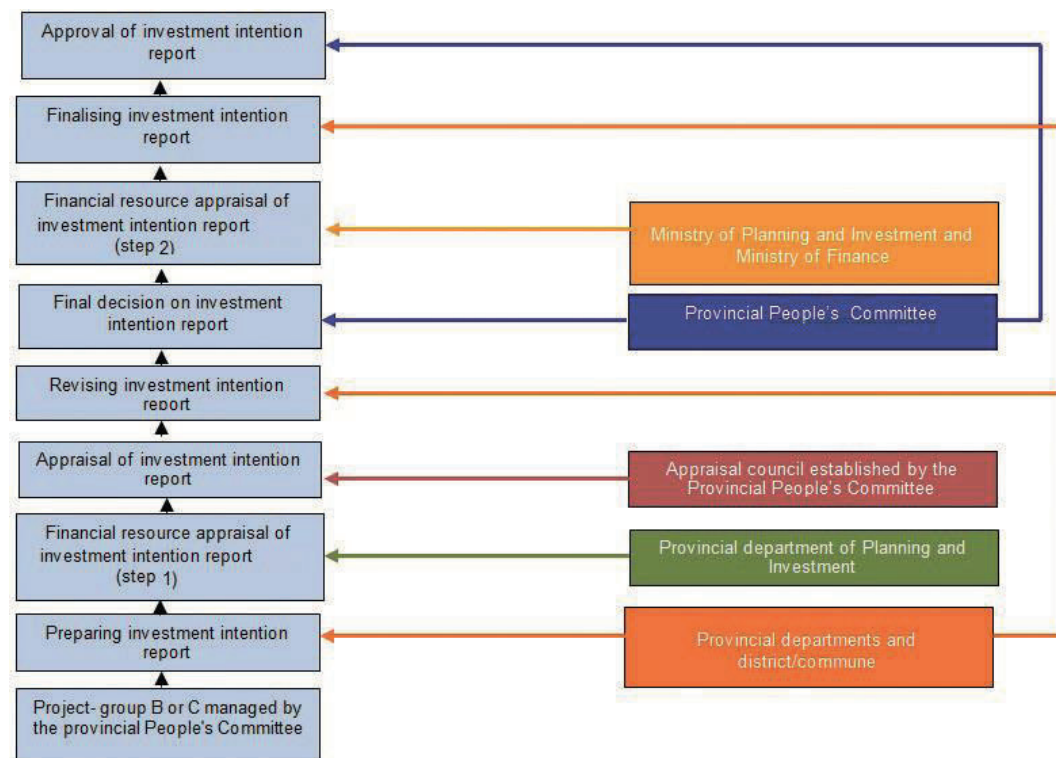 Approval of investment intention
report
Finalising investment intention
report
Financial resource appraisal of
investment intention report
(step 2)
Ministry of Planning and Investment and
Ministry of Finance
Final decision on investment
intention report
Provincial People's Committee
Revising investment intention
report
Appraisal of investment intention
report
Appraisal council established by the
Provincial People's Committee
Financial resource appraisal of
investment intention report
(step 1)
Provincial department of Planning and
Investment
Preparing investment intention
report
Provincial departments and
district/commune
Project- group B or C managed by
the provincial People's Committee